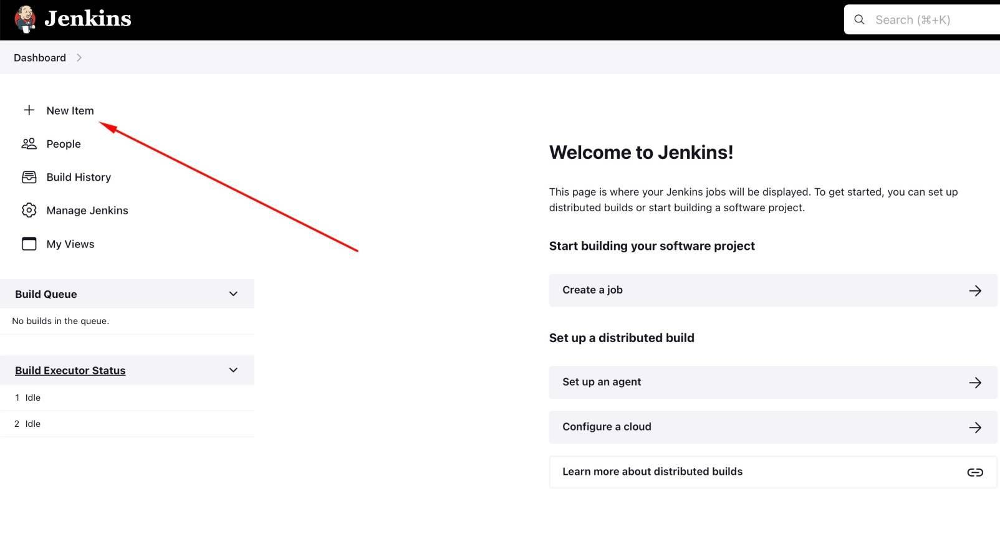 Jenkins
Search (⌘+K)
Dashboard
New Item
People
Build History
Manage Jenkins
My Views
Build Queue
No builds in the queue.
Build Executor Status
1 Idle
2 Idle
Welcome to Jenkins!
This page is where your Jenkins jobs will be displayed. To get started, you can set up
distributed builds or start building a software project.
Start building your software project
Create a job
Set up a distributed build
Set up an agent
Configure a cloud
Learn more about distributed builds